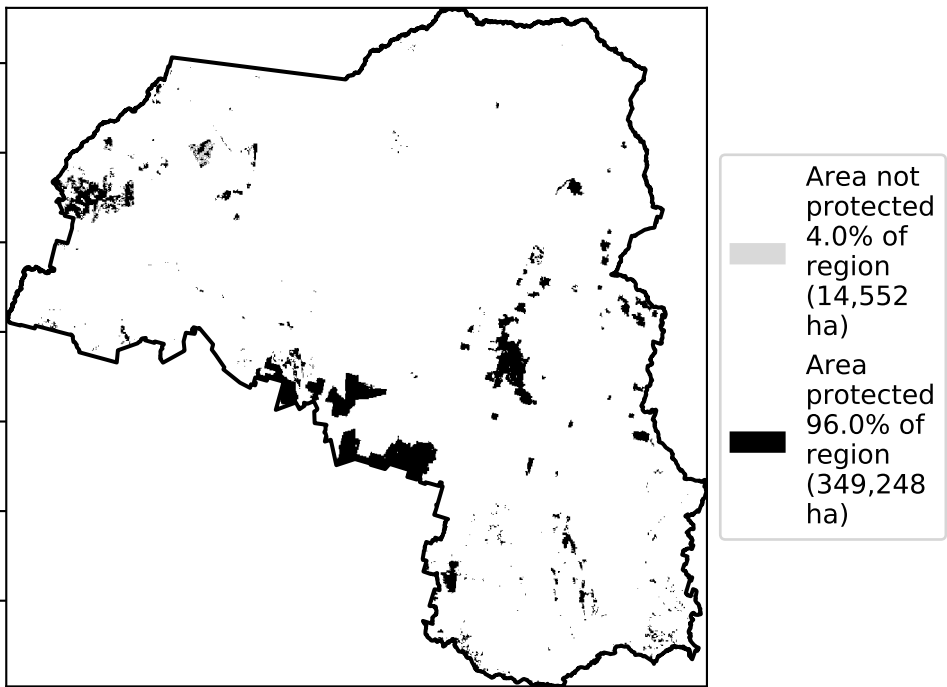 Area not
protected
4.0% of
region
(14,552
ha)
Area
protected
96.0% of
region
(349,248
ha)